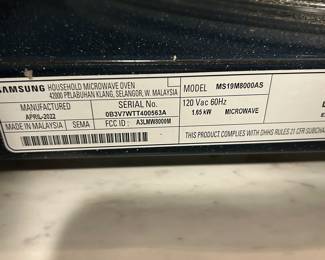 SAMSUNG HOUSEHOLD MICROWAVE OVEN
42000 PELABUHAN KLANG, SELANGOR, W. MALAYSIA
MODEL MS19M8000AS
MANUFACTURED SERIAL No. 120 Vac 60Hz
APRIL-2022 0B3V7WTT400563A 1.65 kW MICROWAVE
MADE IN MALAYSIA SEMA FCC ID : A3LMW8000M
THIS PRODUCT COMPLIES WITH DHHS RULES 21 CFR SUBCHA